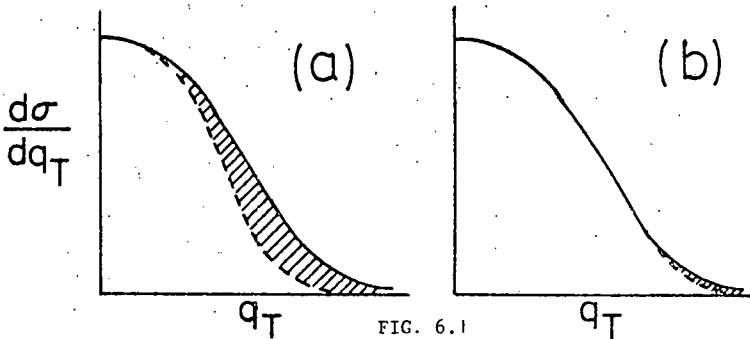 (a)
(b)
dσ
dq_T
q_T
q_T
FIG. 6.1